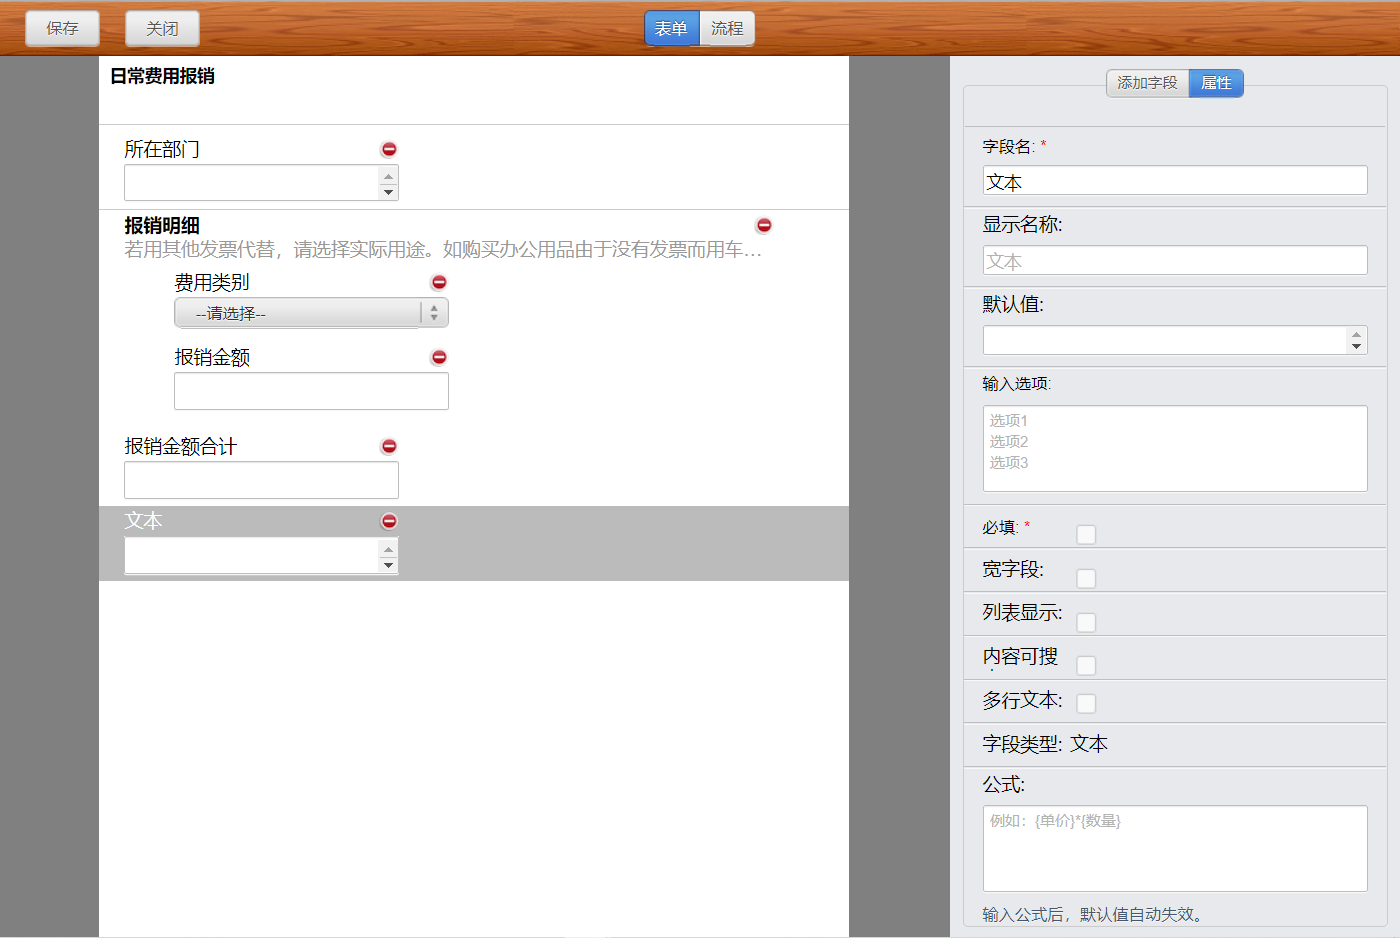 保存
关闭
表单
流程
日常费用报销
所在部门
报销明细
若用其他发票代替，请选择实际用途。如购买办公用品由于没有发票而用车…
费用类别
--请选择--
报销金额
报销金额合计
文本
添加字段
属性
字段名: *
文本
显示名称:
文本
默认值:
输入选项:
选项1
选项2
选项3
必填: *
宽字段:
列表显示:
内容可搜
多行文本:
字段类型: 文本
公式:
例如：{单价}*{数量}
输入公式后，默认值自动失效。